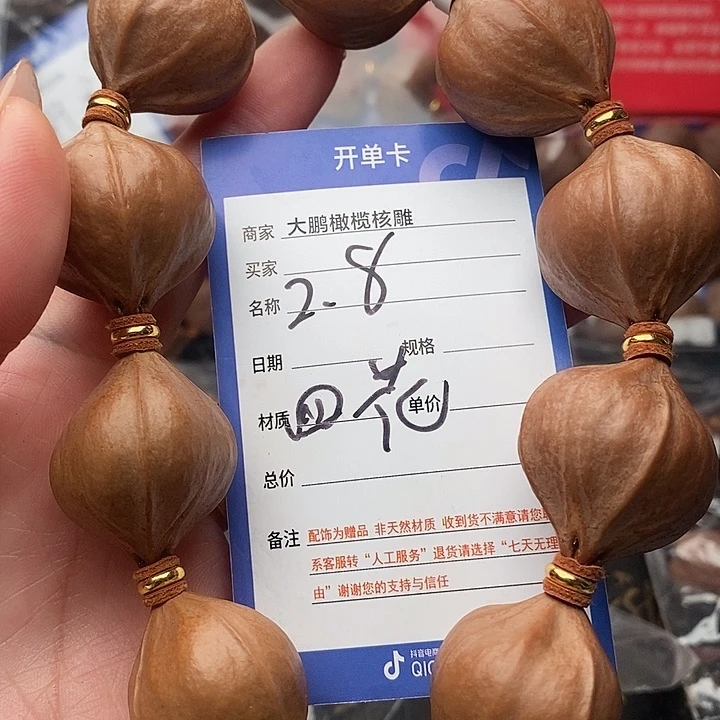 开单卡
商家 大鹏橄榄核雕
买家
名称 2.8
日期 规格
材质 四花 单价
总价
备注 配饰为赠品 非天然材质 收到货不满意请您
系客服转“人工服务”退货请选择“七天无理
由”谢谢您的支持与信任
抖音电商
QIC